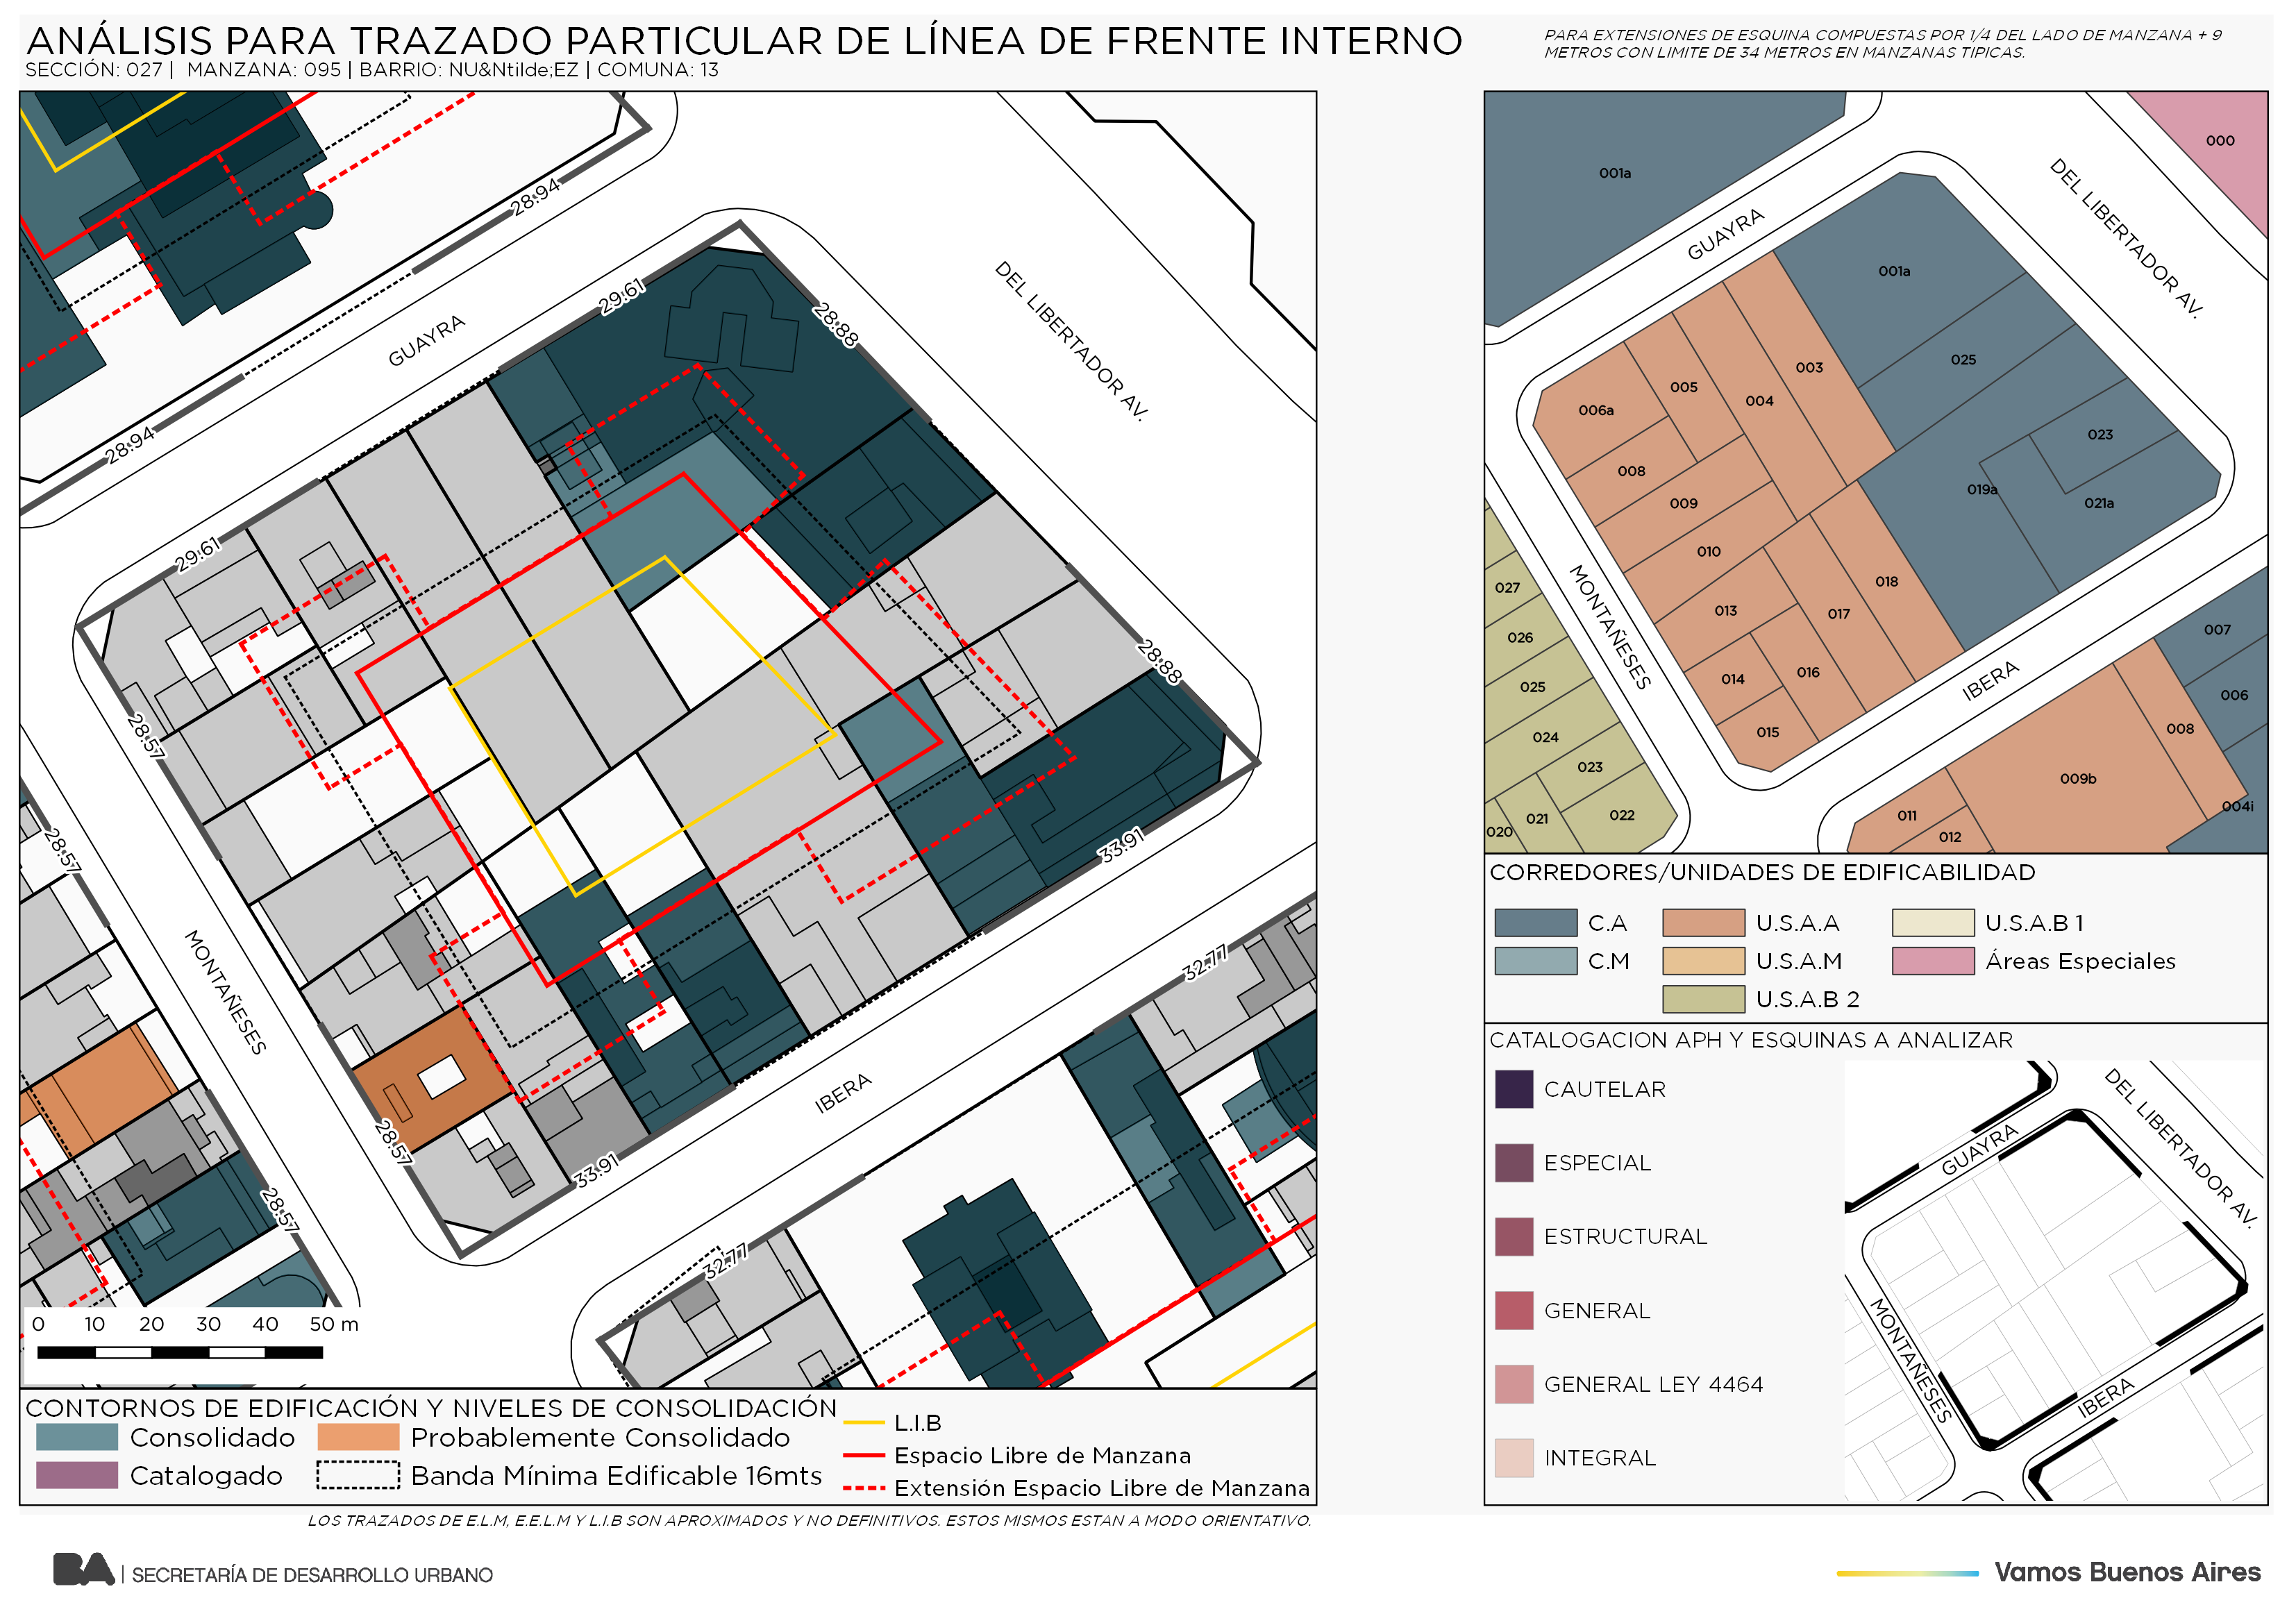 ANÁLISIS PARA TRAZADO PARTICULAR DE LÍNEA DE FRENTE INTERNO
SECCIÓN: 027 | MANZANA: 095 | BARRIO: NU&Ntilde;EZ | COMUNA: 13
PARA EXTENSIONES DE ESQUINA COMPUESTAS POR 1/4 DEL LADO DE MANZANA + 9
METROS CON LIMITE DE 34 METROS EN MANZANAS TIPICAS.
28.94
28.94
GUAYRA
29.61
29.61
28.88
DEL LIBERTADOR AV.
28.88
28.57
28.57
MONTAÑESES
28.57
28.57
33.91
33.91
IBERA
32.77
32.77
0 10 20 30 40 50 m
001a
000
GUAYRA
DEL LIBERTADOR AV.
001a
025
003
004
005
006a
008
009
010
023
019a
021a
013
018
017
014
016
015
MONTAÑESES
IBERA
027
026
025
024
023
022
021
020
007
006
008
009b
004i
011
012
CORREDORES/UNIDADES DE EDIFICABILIDAD
C.A
U.S.A.A
U.S.A.B 1
C.M
U.S.A.M
Áreas Especiales
U.S.A.B 2
CATALOGACION APH Y ESQUINAS A ANALIZAR
CAUTELAR
ESPECIAL
ESTRUCTURAL
GENERAL
GENERAL LEY 4464
INTEGRAL
GUAYRA
DEL LIBERTADOR AV.
MONTAÑESES
IBERA
CONTORNOS DE EDIFICACIÓN Y NIVELES DE CONSOLIDACIÓN
Consolidado
Probablemente Consolidado
Catalogado
Banda Mínima Edificable 16mts
L.I.B
Espacio Libre de Manzana
Extensión Espacio Libre de Manzana
LOS TRAZADOS DE E.L.M, E.E.L.M Y L.I.B SON APROXIMADOS Y NO DEFINITIVOS. ESTOS MISMOS ESTAN A MODO ORIENTATIVO.
BA | SECRETARÍA DE DESARROLLO URBANO
Vamos Buenos Aires